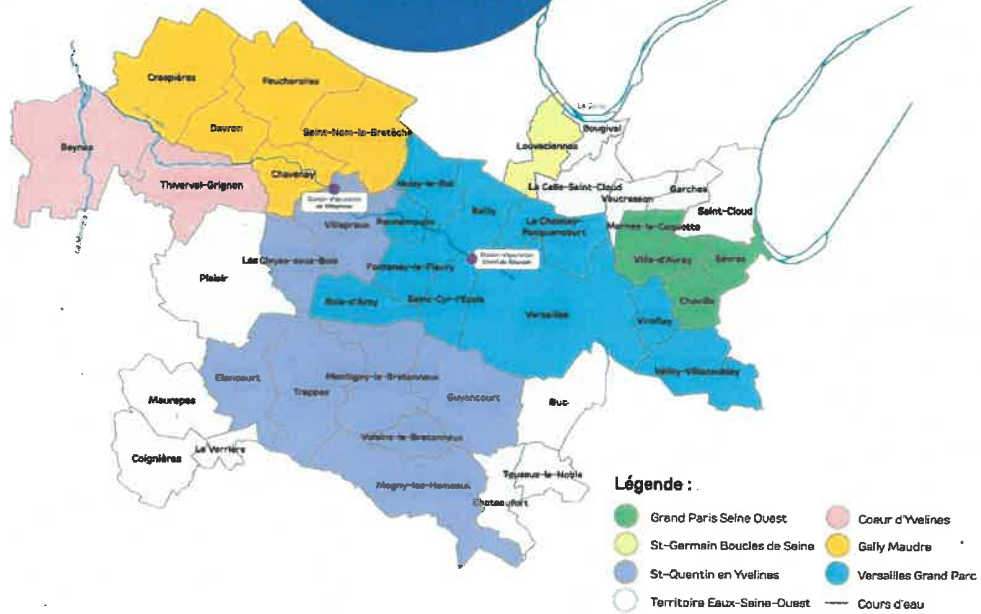 Crespières
Feucherolles
Davron
Saint-Nom-la-Bretèche
Beynes
Thiverval-Grignon
Chavenay
Louveciennes
Bougival
La Celle-Saint-Cloud
Vaucresson
Garches
Saint-Cloud
Marnes-la-Coquette
Noisy-le-Roi
Bailly
Le Chesnay-
Rocquencourt
Rennemoulin
Villepreux
Ville-d'Avray
Sèvres
Chaville
Les Clayes-sous-Bois
Plaisir
Fontenay-le-Fleury
Bois-d'Arcy
Saint-Cyr-l'École
Versailles
Viroflay
Vélizy-Villacoublay
Elancourt
Trappes
Montigny-le-Bretonneux
Guyancourt
Buc
Maurepas
Coignières
La Verrière
Voisins-le-Bretonneux
Magny-les-Hameaux
Toussus-le-Noble
Chateaufort
Légende :
Grand Paris Seine Ouest
St-Germain Boucles de Seine
St-Quentin en Yvelines
Territoire Eaux-Seine-Ouest
Coeur d'Yvelines
Gally Maudre
Versailles Grand Parc
Cours d'eau